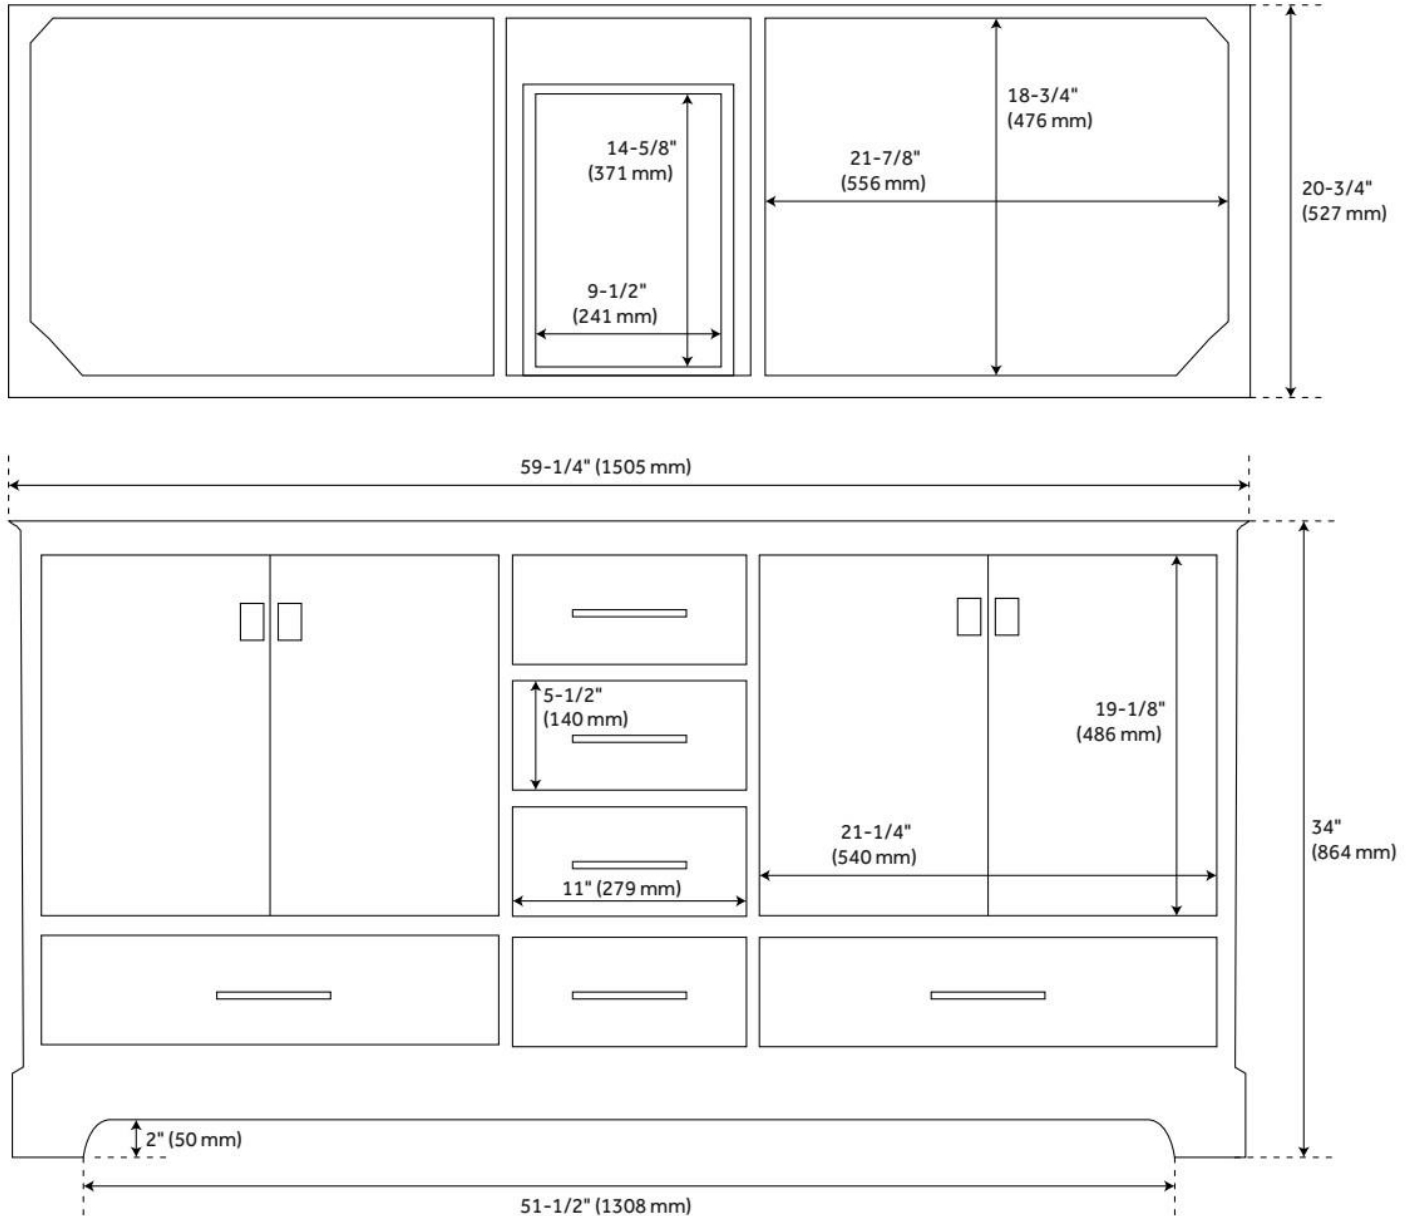 18-3/4"
(476 mm)
14-5/8"
(371 mm)
21-7/8"
(556 mm)
20-3/4"
(527 mm)
9-1/2"
(241 mm)
59-1/4" (1505 mm)
5-1/2"
(140 mm)
19-1/8"
(486 mm)
21-1/4"
(540 mm)
34"
(864 mm)
11" (279 mm)
2" (50 mm)
51-1/2" (1308 mm)